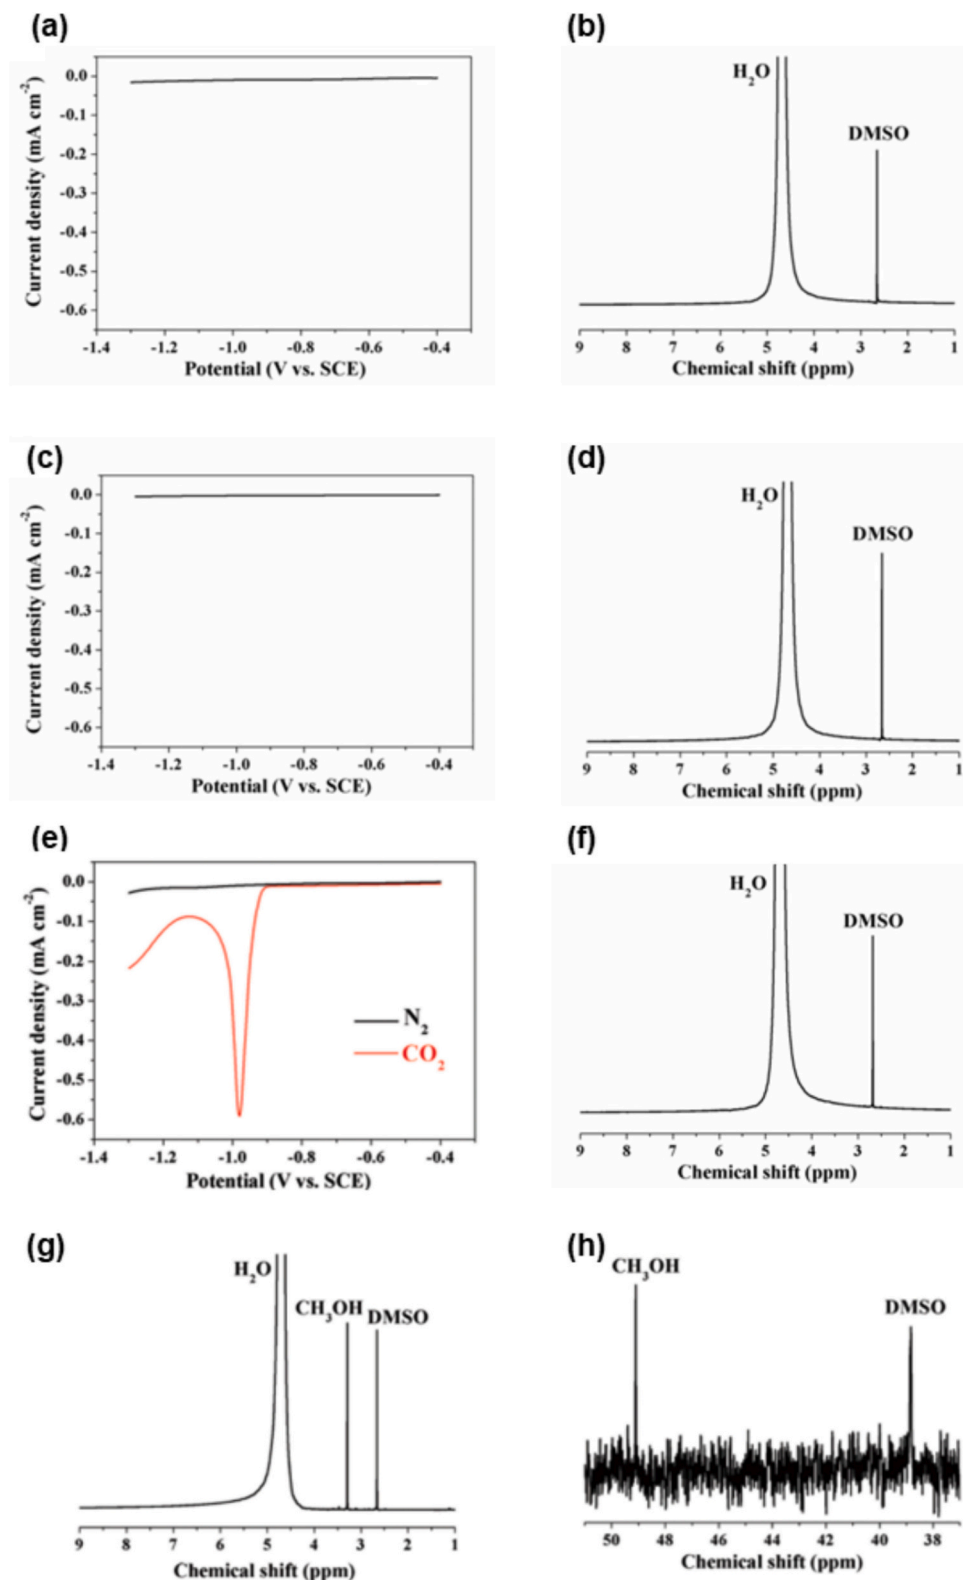 (a)
0.0
-0.1
-0.2
-0.3
-0.4
-0.5
-0.6
Current density (mA cm⁻²)
-1.4 -1.2 -1.0 -0.8 -0.6 -0.4
Potential (V vs. SCE)
(b)
H₂O
DMSO
9 8 7 6 5 4 3 2 1
Chemical shift (ppm)
(c)
0.0
-0.1
-0.2
-0.3
-0.4
-0.5
-0.6
Current density (mA cm⁻²)
-1.4 -1.2 -1.0 -0.8 -0.6 -0.4
Potential (V vs. SCE)
(d)
H₂O
DMSO
9 8 7 6 5 4 3 2 1
Chemical shift (ppm)
(e)
0.0
-0.1
-0.2
-0.3
-0.4
-0.5
-0.6
Current density (mA cm⁻²)
N₂
CO₂
-1.4 -1.2 -1.0 -0.8 -0.6 -0.4
Potential (V vs. SCE)
(f)
H₂O
DMSO
9 8 7 6 5 4 3 2 1
Chemical shift (ppm)
(g)
H₂O
CH₃OH
DMSO
9 8 7 6 5 4 3 2 1
Chemical shift (ppm)
(h)
CH₃OH
DMSO
50 48 46 44 42 40 38
Chemical shift (ppm)